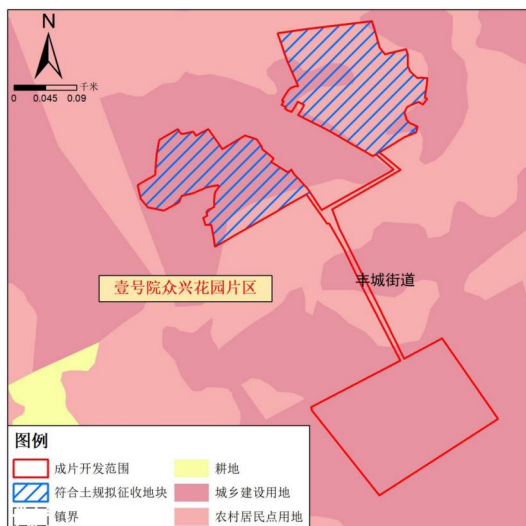 N
千米
0 0.045 0.09
丰城街道
壹号院众兴花园片区
图例
成片开发范围
耕地
符合土规拟征收地块
城乡建设用地
镇界
农村居民点用地